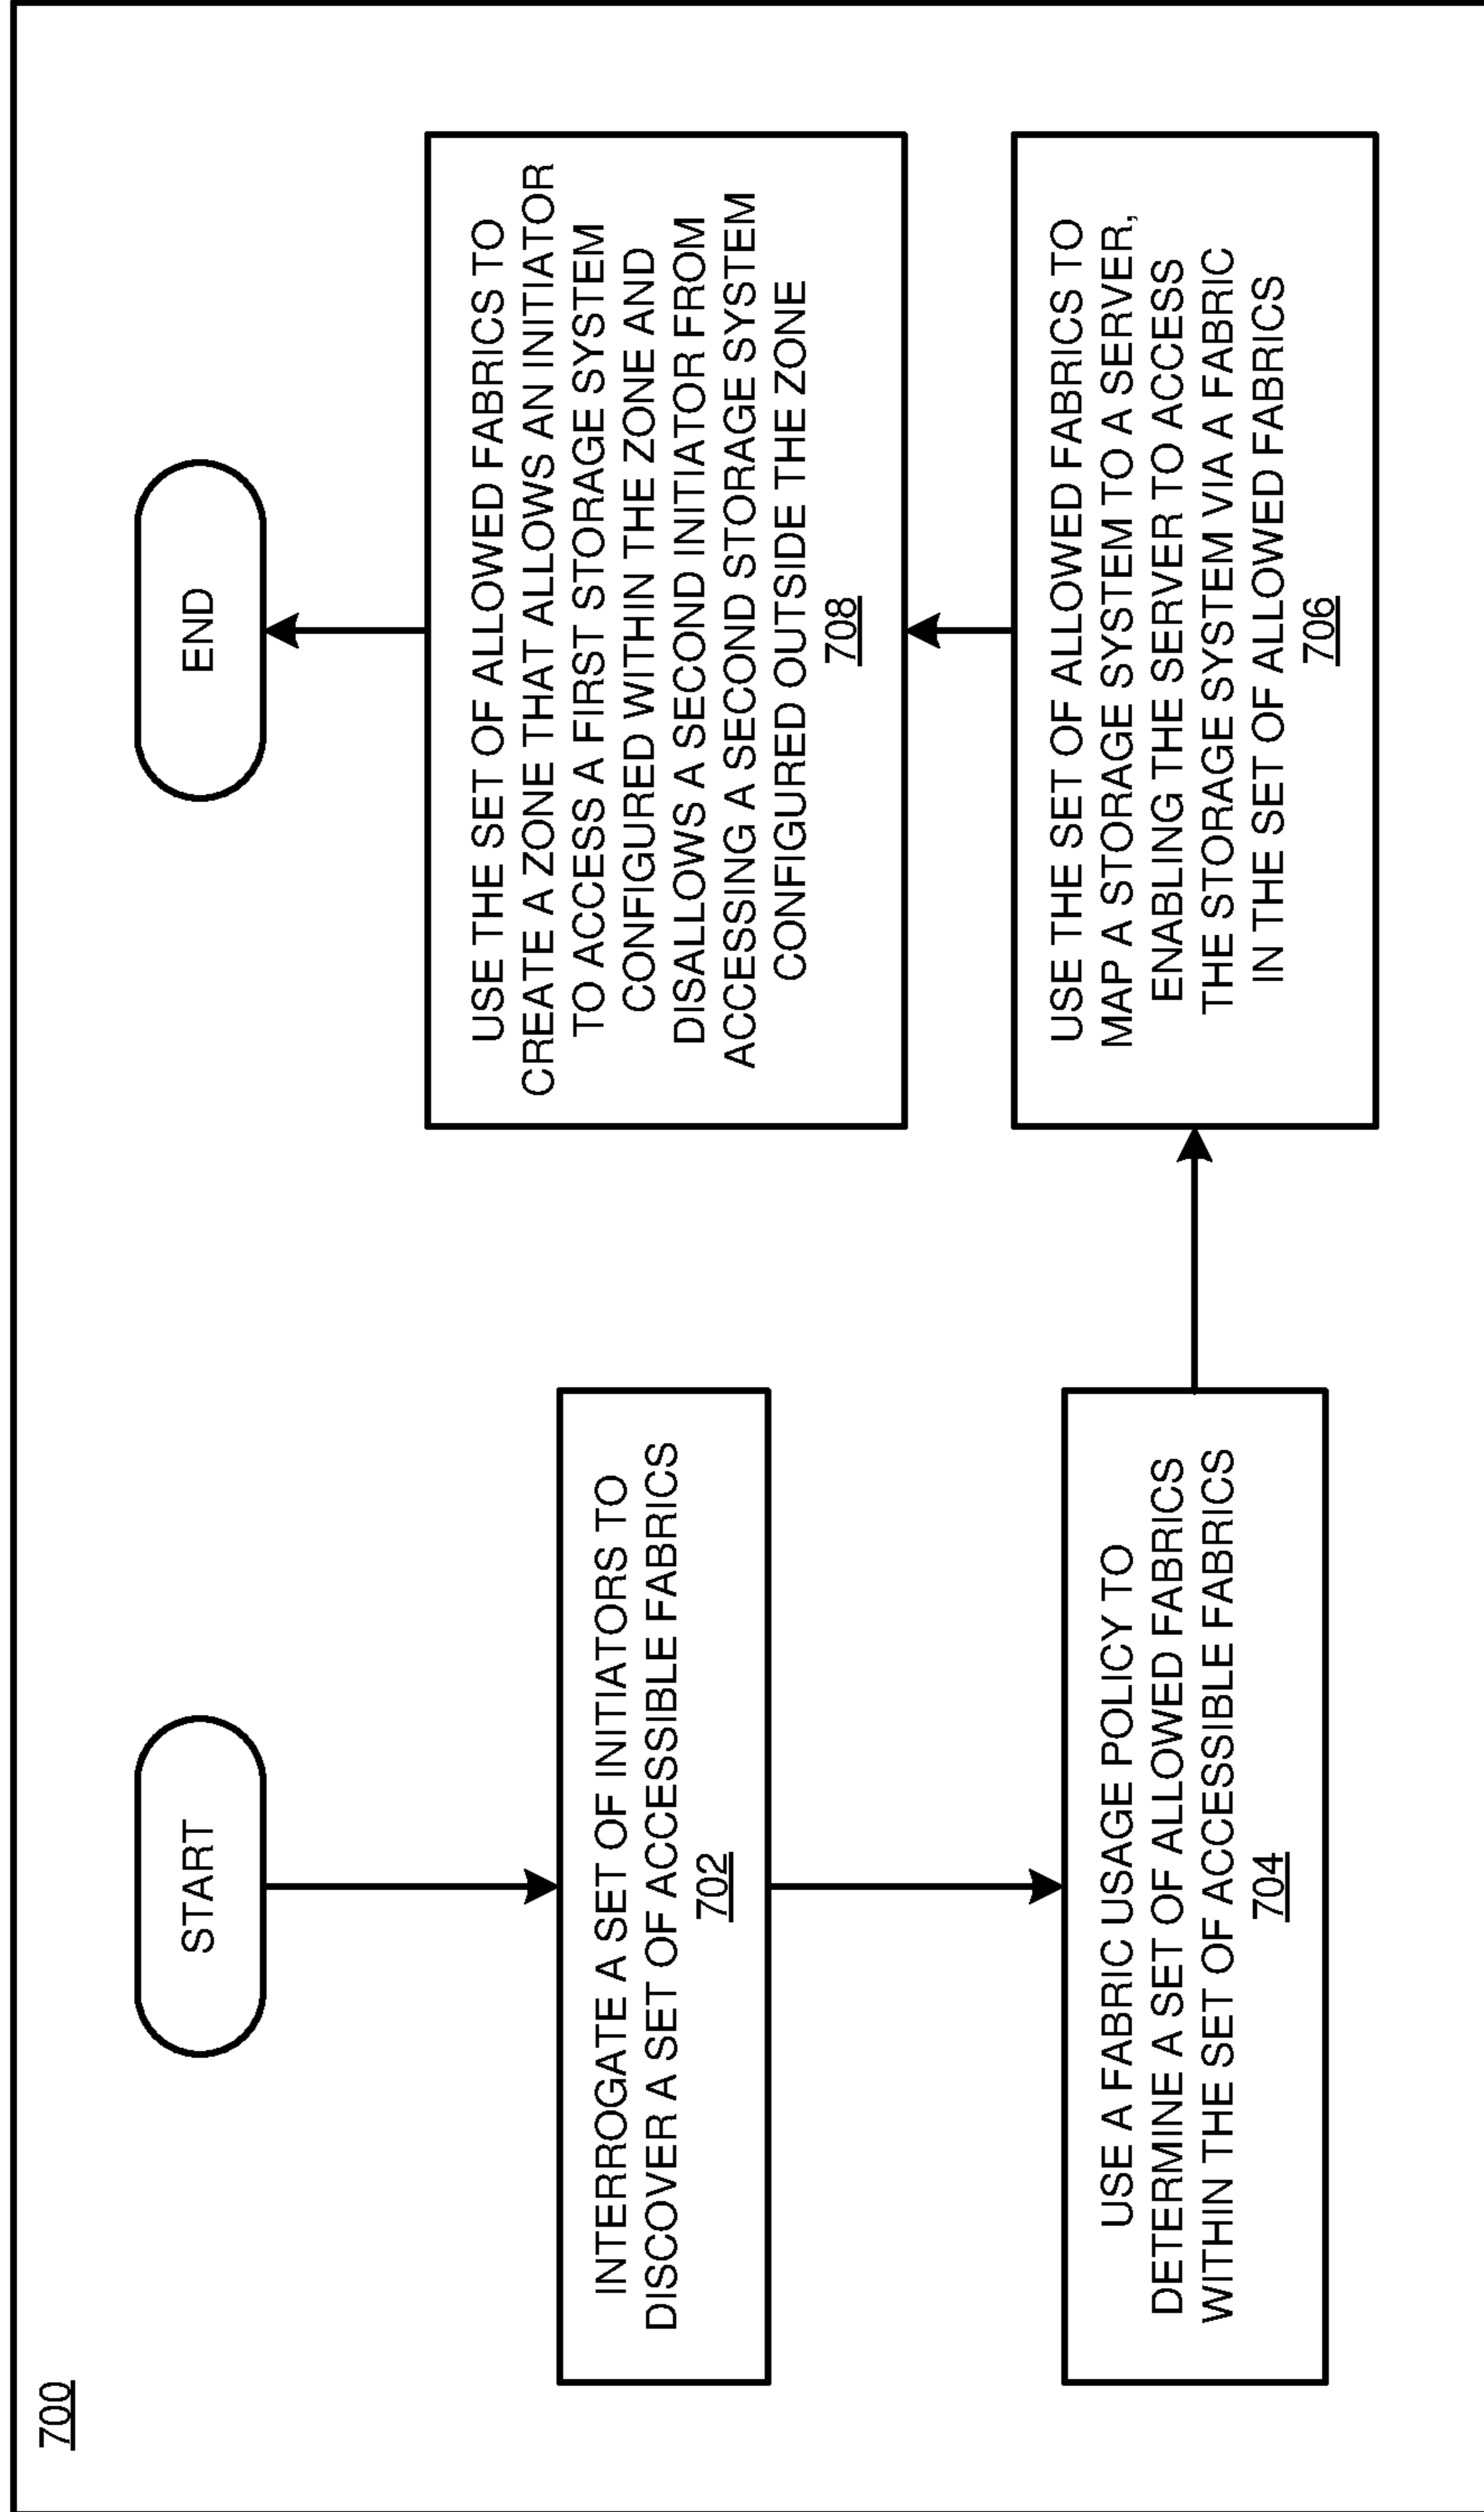 700
START
INTERROGATE A SET OF INITIATORS TO
DISCOVER A SET OF ACCESSIBLE FABRICS
702
USE A FABRIC USAGE POLICY TO
DETERMINE A SET OF ALLOWED FABRICS
WITHIN THE SET OF ACCESSIBLE FABRICS
704
USE THE SET OF ALLOWED FABRICS TO
MAP A STORAGE SYSTEM TO A SERVER,
ENABLING THE SERVER TO ACCESS
THE STORAGE SYSTEM VIA A FABRIC
IN THE SET OF ALLOWED FABRICS
706
USE THE SET OF ALLOWED FABRICS TO
CREATE A ZONE THAT ALLOWS AN INITIATOR
TO ACCESS A FIRST STORAGE SYSTEM
CONFIGURED WITHIN THE ZONE AND
DISALLOWS A SECOND INITIATOR FROM
ACCESSING A SECOND STORAGE SYSTEM
CONFIGURED OUTSIDE THE ZONE
708
END